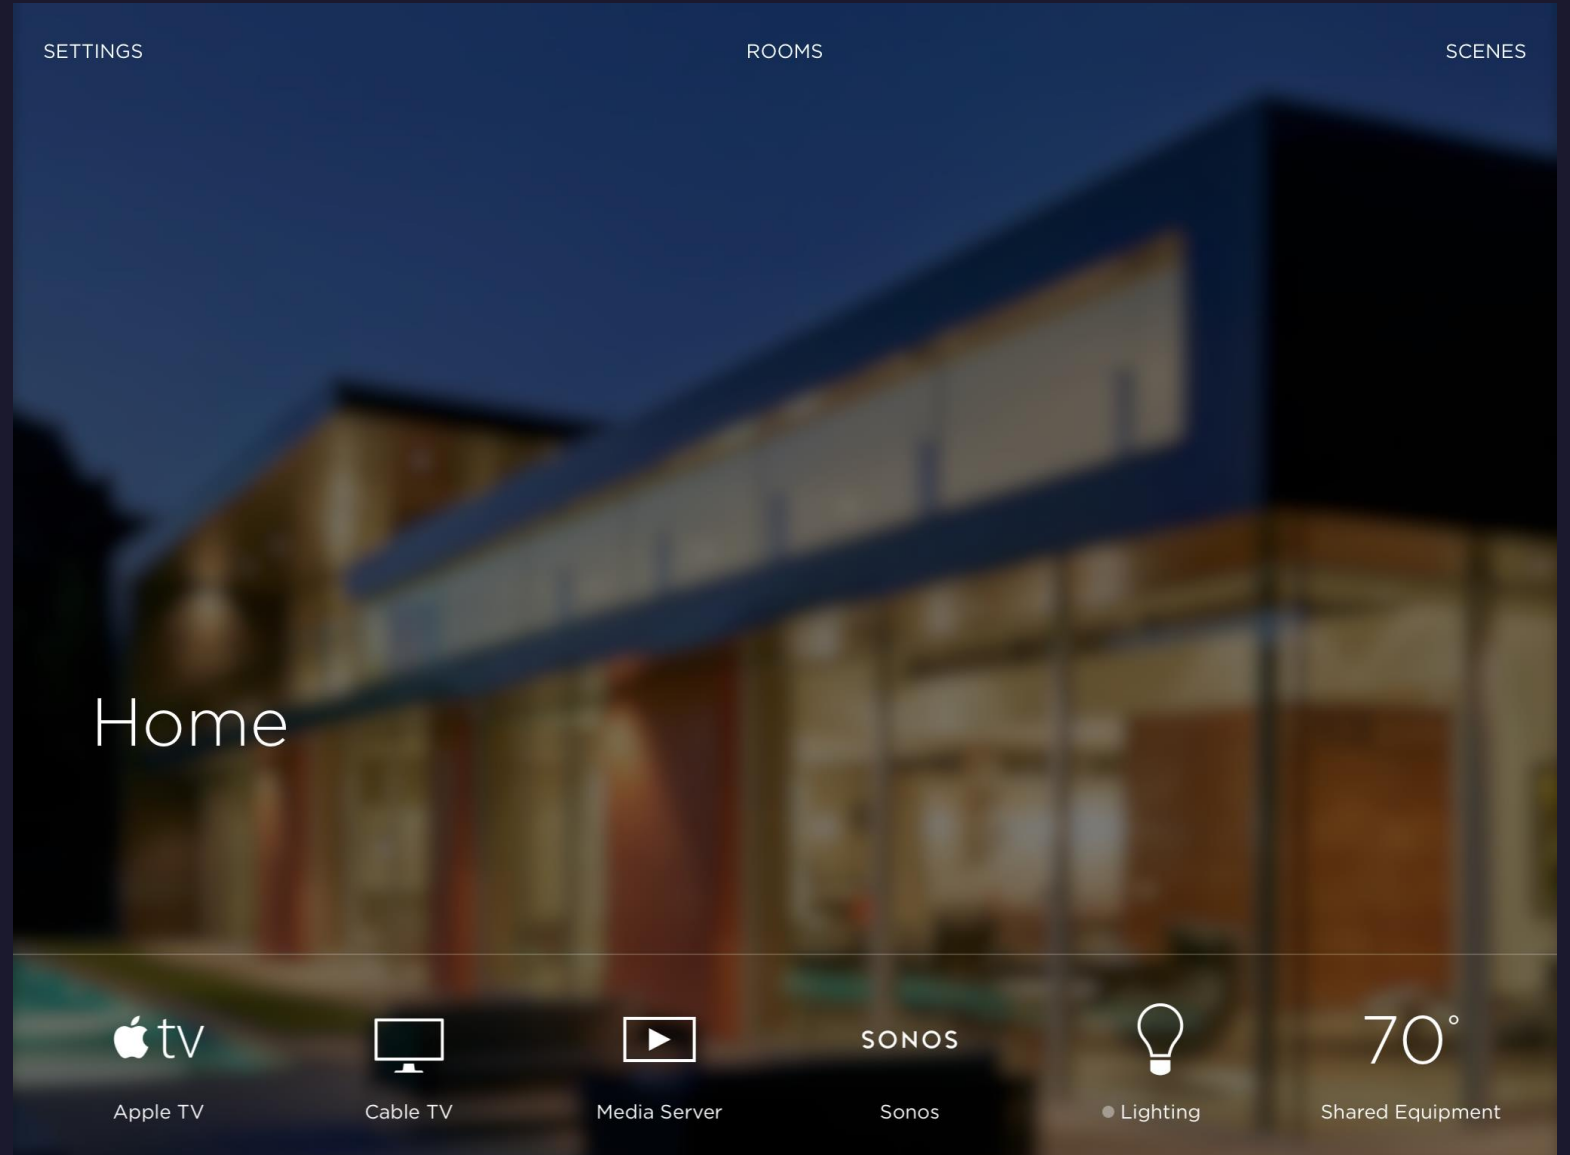 SETTINGS ROOMS SCENES
Home
tv SONOS 70°
Apple TV Cable TV Media Server Sonos Lighting Shared Equipment